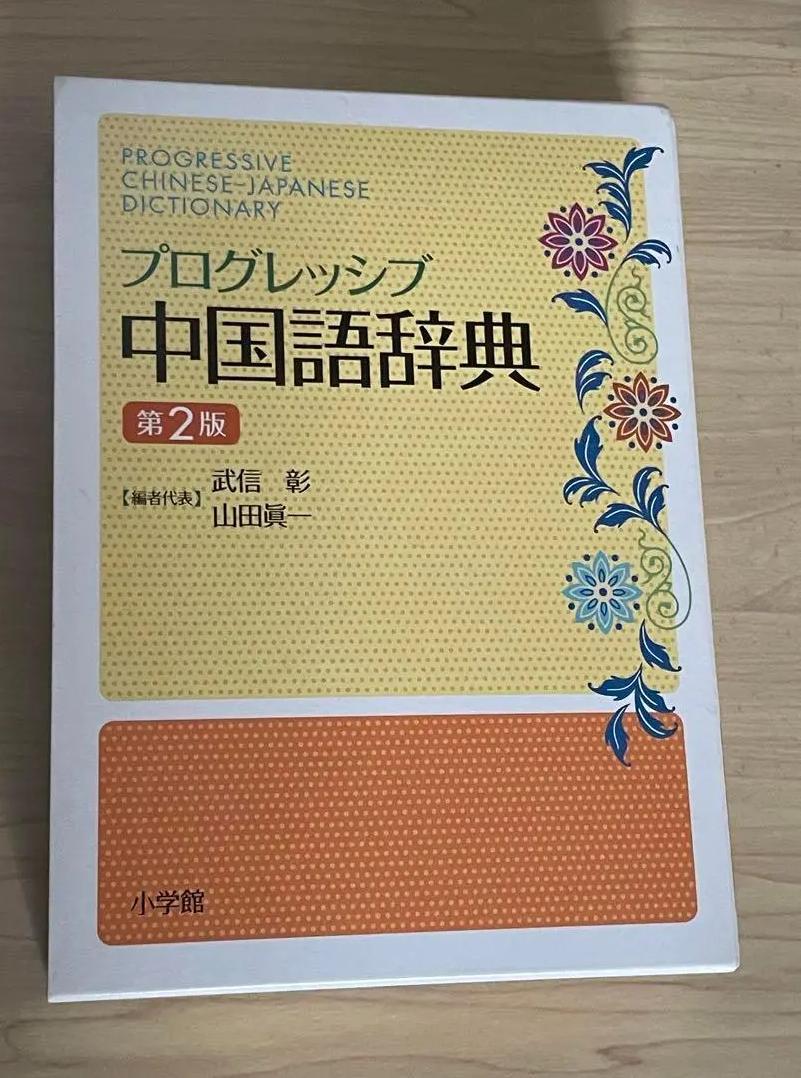 PROGRESSIVE
CHINESE-JAPANESE
DICTIONARY
プログレッシブ
中国語辞典
第2版
【編者代表】
武信 彰
山田眞一
小学館